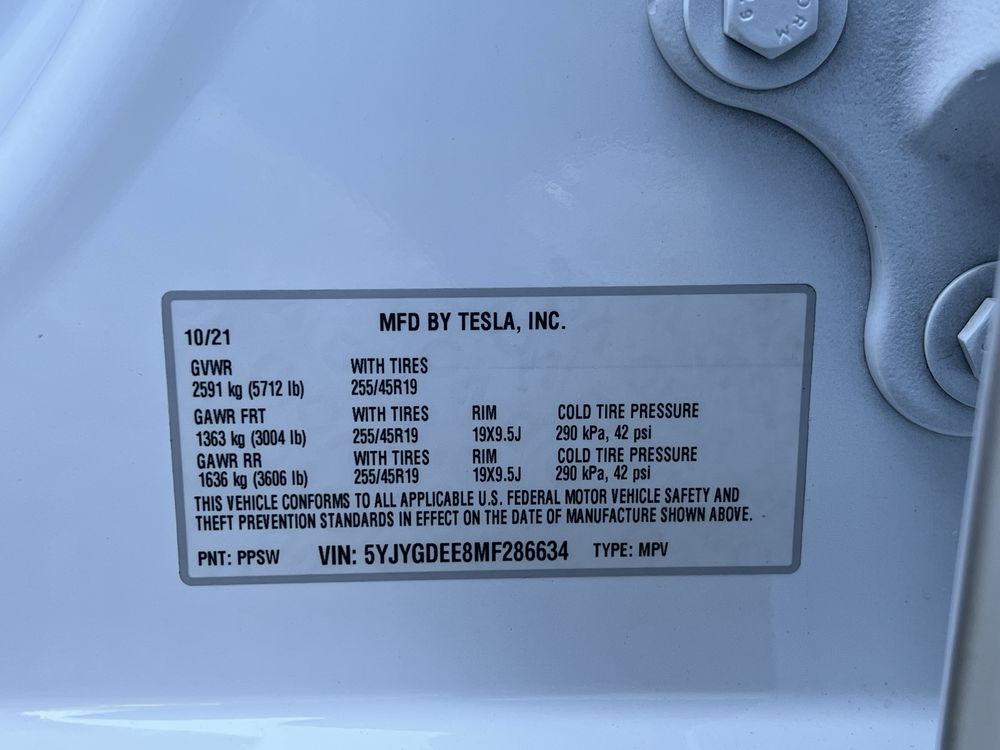 MFD BY TESLA, INC.
10/21
GVWR WITH TIRES
2591 kg (5712 lb) 255/45R19
GAWR FRT WITH TIRES RIM COLD TIRE PRESSURE
1363 kg (3004 lb) 255/45R19 19X9.5J 290 kPa, 42 psi
GAWR RR WITH TIRES RIM COLD TIRE PRESSURE
1636 kg (3606 lb) 255/45R19 19X9.5J 290 kPa, 42 psi
THIS VEHICLE CONFORMS TO ALL APPLICABLE U.S. FEDERAL MOTOR VEHICLE SAFETY AND
THEFT PREVENTION STANDARDS IN EFFECT ON THE DATE OF MANUFACTURE SHOWN ABOVE.
PNT: PPSW VIN: 5YJYGDEE8MF286634 TYPE: MPV